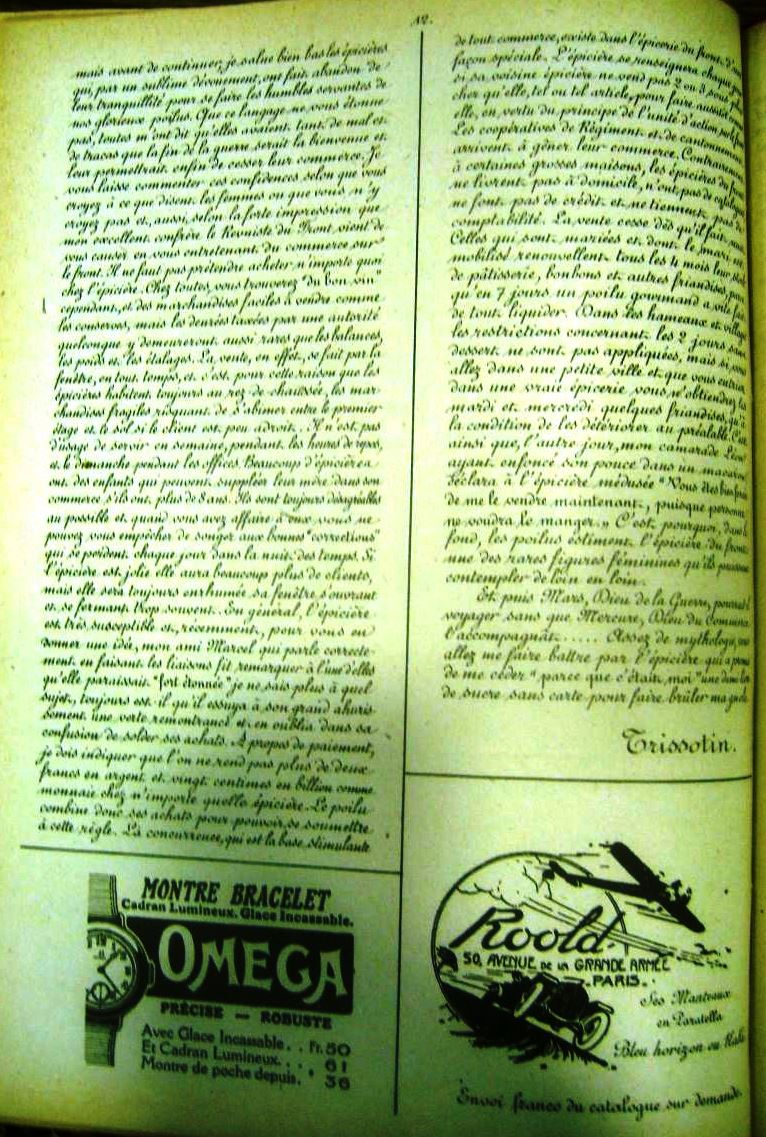 12.
mais avant de continuer, je salue bien bas les épicières
qui, par un sublime dévouement, ont fait abandon de
leur tranquillité pour se faire les humbles servantes de
nos glorieux poilus. Que ce langage ne vous étonne
pas, toutes m'ont dit qu'elles avaient tant de mal et
de tracas que la fin de la guerre serait la bienvenue et
leur permettrait enfin de cesser leur commerce. Je
vous laisse commenter ces confidences selon que vous
croyez à ce que disent les femmes ou que vous n'y
croyez pas et, aussi, selon la forte impression que
mon excellent confrère le Revuiste du Front vient de
vous causer en vous entretenant du commerce sur
le front. Il ne faut pas prétendre acheter n'importe quoi
chez l'épicière. Chez toutes, vous trouverez "du bon vin"
cependant, et des marchandises faciles à vendre comme
les conserves, mais les denrées taxées par une autorité
quelconque y demeureront aussi rares que les balances,
les poids et les étalages. La vente, en effet, se fait par la
fenêtre, en tout temps, et c'est pour cette raison que les
épicières habitent toujours au rez de chaussée, les mar-
chandises fragiles risquant de s'abîmer entre le premier
étage et le sol si le client est peu adroit. Il n'est pas
d'usage de servir en semaine, pendant les heures de repos,
et le dimanche pendant les offices. Beaucoup d'épicières
ont des enfants qui peuvent suppléer leur mère dans son
commerce s'ils ont plus de 8 ans. Ils sont toujours désagréables
au possible et quand vous avez affaire à eux vous ne
pouvez vous empêcher de songer aux bonnes "corrections"
qui se perdent chaque jour dans la nuit des temps. Si
l'épicière est jolie elle aura beaucoup plus de clients,
mais elle sera toujours enrhumée sa fenêtre s'ouvrant
et se fermant trop souvent. En général, l'épicière
est très susceptible et, récemment, pour vous en
donner une idée, mon ami Marcel qui parle correcte-
ment en faisant les liaisons fit remarquer à l'une d'elles
qu'elle paraissait "fort étonnée" je ne sais plus à quel
sujet, toujours est il qu'il essuya à son grand ahuris-
sement une verte remontrance et en oublia dans sa
confusion de solder ses achats. A propos de paiement,
je dois indiquer que l'on ne rend pas plus de deux
francs en argent et vingt centimes en billion comme
monnaie chez n'importe quelle épicière. Le poilu
combine donc ses achats pour pouvoir se soumettre
à cette règle. La concurrence, qui est la base stimulante
de tout commerce, existe dans l'épicerie du front d'une
façon spéciale. L'épicière se renseignera chaque jour
si sa voisine épicière ne vend pas 2 ou 3 sous plus
cher qu'elle, tel ou tel article, pour faire aussitôt comme
elle, en vertu du principe de l'unité d'action sur le front
Les coopératives de Régiment et de cantonnement
arrivent à gêner leur commerce. Contrairement
à certaines grosses maisons, les épicières du front
ne livrent pas à domicile, n'ont pas de catalogue
ne font pas de crédit et ne tiennent pas de
comptabilité. La vente cesse dès qu'il fait
Celles qui sont mariées et dont le mari est
mobilisé renouvellent tous les 4 mois leur stock
de pâtisserie, bonbons et autres friandises, parce
qu'en 7 jours un poilu gourmand a vite fait
de tout liquider. Dans les hameaux et villages
les restrictions concernant les 2 jours sans
dessert ne sont pas appliquées, mais si vous
allez dans une petite ville et que vous entriez
dans une vraie épicerie vous n'obtiendrez les
mardi et mercredi quelques friandises, qu'à
la condition de les détériorer au préalable. C'est
ainsi que, l'autre jour, mon camarade Léon
ayant enfoncé son pouce dans un macaron
déclara à l'épicière médusée "Vous êtes bien forcée
de me le vendre maintenant, puisque personne
ne voudra le manger." C'est pourquoi, dans le
fond, les poilus estiment l'épicière du front
une des rares figures féminines qu'ils puissent
contempler de loin en loin.
Et puis Mars, Dieu de la Guerre, pourrait-il
voyager sans que Mercure, Dieu du Commerce
l'accompagnât..... Assez de mythologie, vous
allez me faire battre par l'épicière qui a promis
de me céder "parce que c'était moi" une demi livre
de sucre sans carte pour faire brûler ma gnole
Trissotin.
MONTRE BRACELET
Cadran Lumineux. Glace Incassable.
OMEGA
PRÉCISE — ROBUSTE
Avec Glace Incassable. . Fr. 50
Et Cadran Lumineux. . . " 61
Montre de poche depuis. " 36
Roold
50, AVENUE DE LA GRANDE ARMÉE
PARIS.
Ses Manteaux
en Paratella
Bleu horizon ou Kaki
Envoi franco du catalogue sur demande.